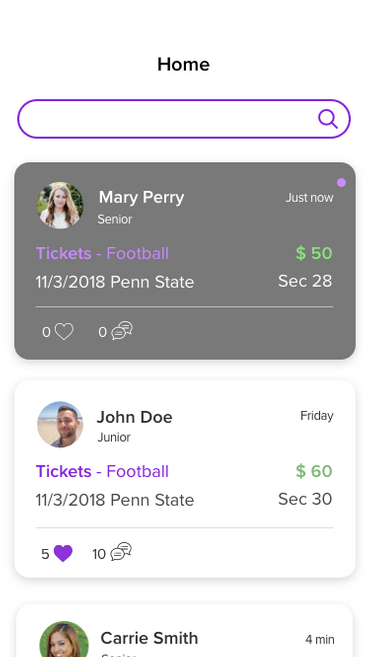 Home
Mary Perry
Just now
Senior
Tickets - Football
$ 50
11/3/2018 Penn State
Sec 28
0
0
John Doe
Friday
Junior
Tickets - Football
$ 60
11/3/2018 Penn State
Sec 30
5
10
Carrie Smith
4 min